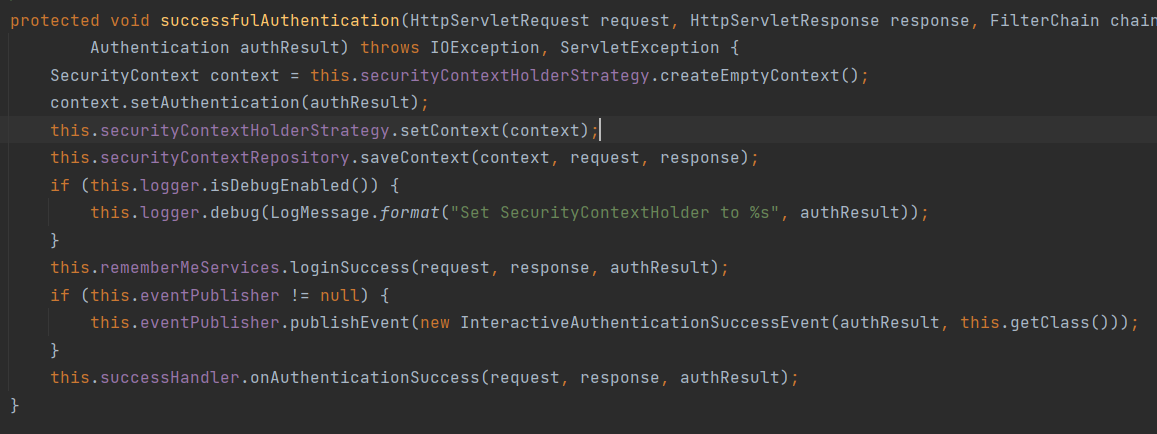 protected void successfulAuthentication(HttpServletRequest request, HttpServletResponse response, FilterChain chain
        Authentication authResult) throws IOException, ServletException {
    SecurityContext context = this.securityContextHolderStrategy.createEmptyContext();
    context.setAuthentication(authResult);
    this.securityContextHolderStrategy.setContext(context);
    this.securityContextRepository.saveContext(context, request, response);
    if (this.logger.isDebugEnabled()) {
        this.logger.debug(LogMessage.format("Set SecurityContextHolder to %s", authResult));
    }
    this.rememberMeServices.loginSuccess(request, response, authResult);
    if (this.eventPublisher != null) {
        this.eventPublisher.publishEvent(new InteractiveAuthenticationSuccessEvent(authResult, this.getClass()));
    }
    this.successHandler.onAuthenticationSuccess(request, response, authResult);
}